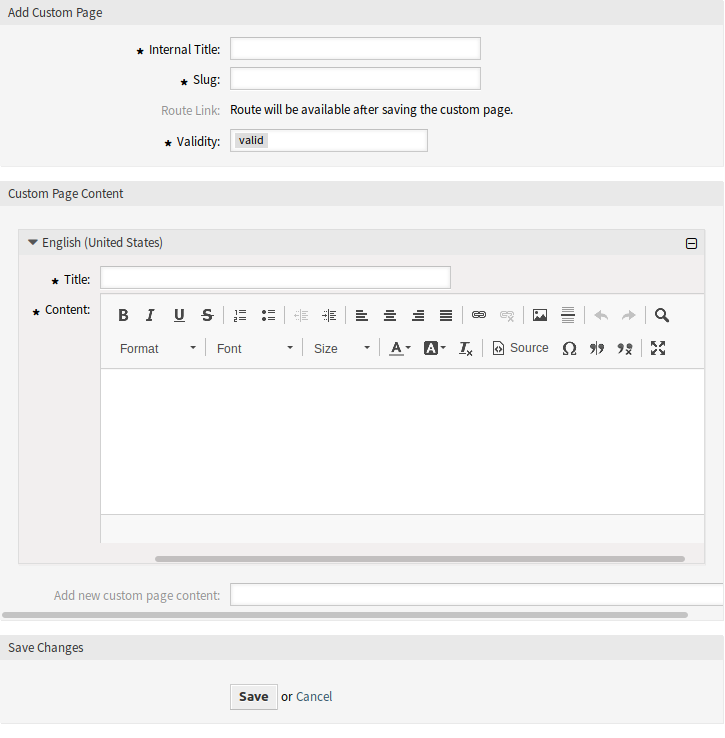 Add Custom Page
★ Internal Title:
★ Slug:
Route Link: Route will be available after saving the custom page.
★ Validity: valid
Custom Page Content
English (United States)
★ Title:
★ Content:
B I U S
Format Font Size A A Tx Source Ω
Add new custom page content:
Save Changes
Save or Cancel